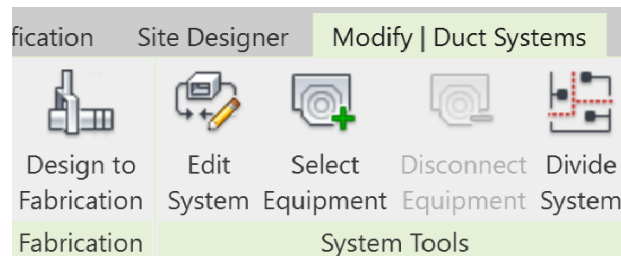 fication Site Designer Modify | Duct Systems
Design to Edit Select Disconnect Divide
Fabrication System Equipment Equipment System
Fabrication System Tools